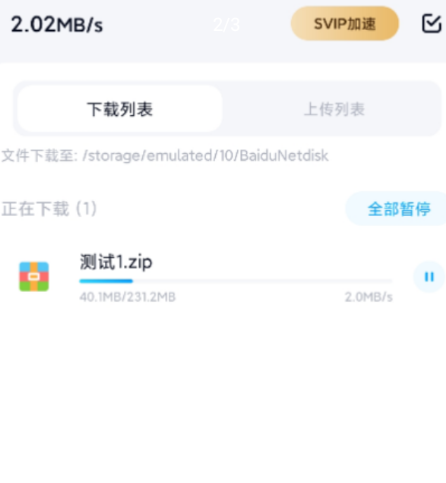 2.02MB/s 2/3 SVIP加速
下载列表 上传列表
文件下载至: /storage/emulated/10/BaiduNetdisk
正在下载 (1) 全部暂停
测试1.zip
40.1MB/231.2MB 2.0MB/s